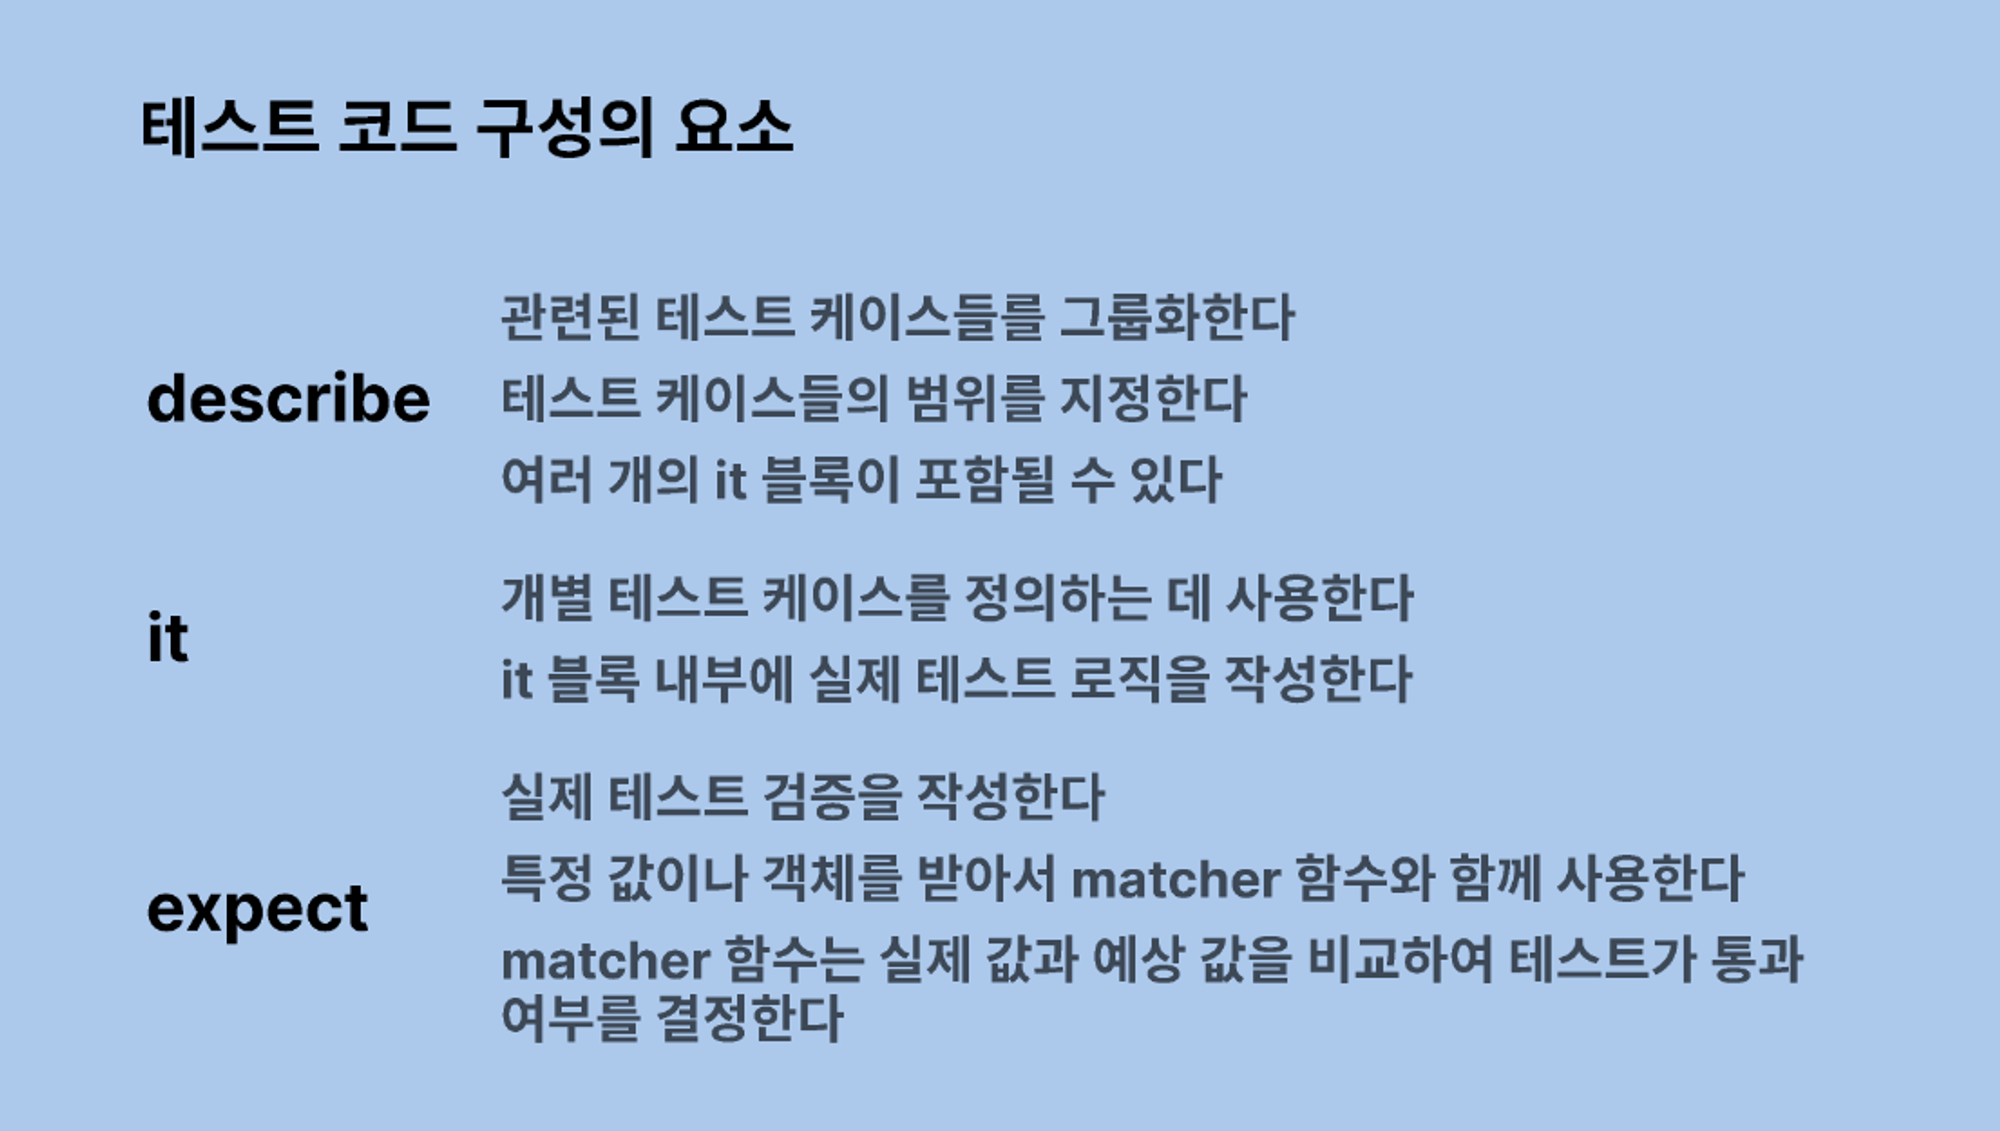 테스트 코드 구성의 요소
describe
관련된 테스트 케이스들를 그룹화한다
테스트 케이스들의 범위를 지정한다
여러 개의 it 블록이 포함될 수 있다
it
개별 테스트 케이스를 정의하는 데 사용한다
it 블록 내부에 실제 테스트 로직을 작성한다
expect
실제 테스트 검증을 작성한다
특정 값이나 객체를 받아서 matcher 함수와 함께 사용한다
matcher 함수는 실제 값과 예상 값을 비교하여 테스트가 통과
여부를 결정한다